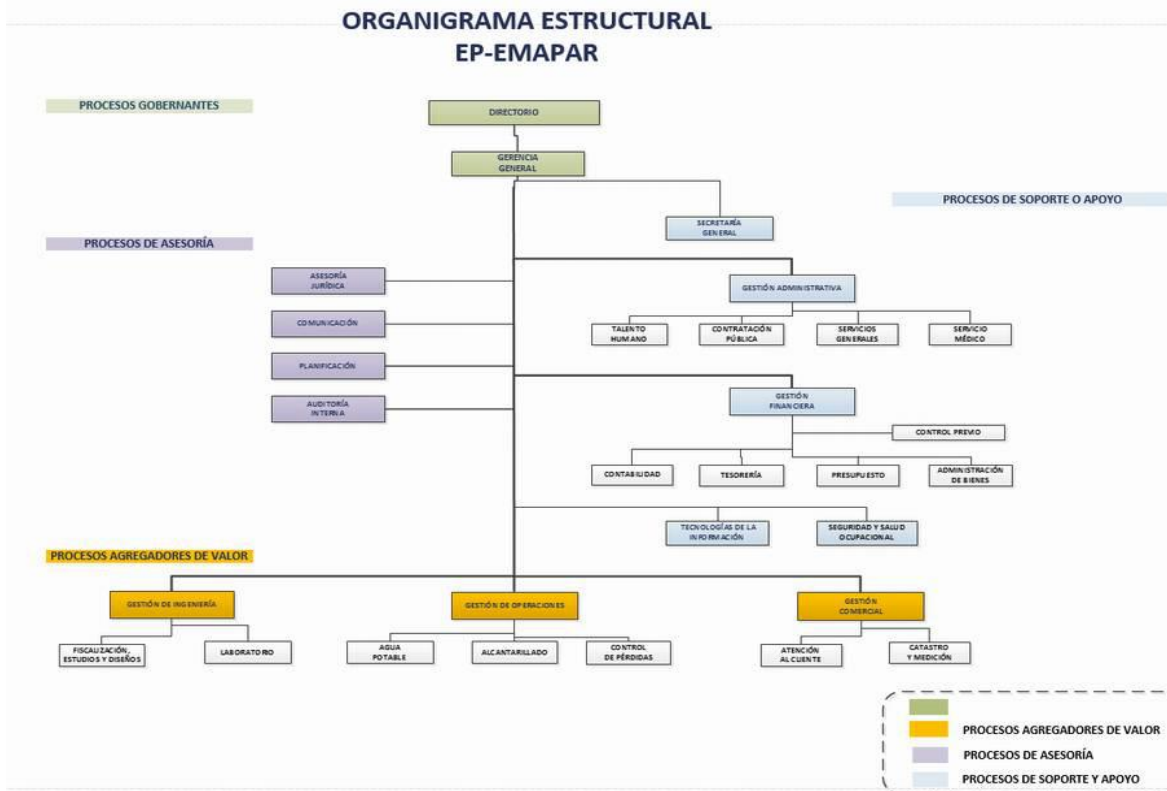 ORGANIGRAMA ESTRUCTURAL
EP-EMAPAR
PROCESOS GOBERNANTES
DIRECTORIO
GERENCIA
GENERAL
PROCESOS DE SOPORTE O APOYO
SECRETARÍA
GENERAL
PROCESOS DE ASESORÍA
ASESORÍA
JURÍDICA
GESTIÓN ADMINISTRATIVA
COMUNICACIÓN
TALENTO
HUMANO
CONTRATACIÓN
PÚBLICA
SERVICIOS
GENERALES
SERVICIO
MÉDICO
PLANIFICACIÓN
GESTIÓN
FINANCIERA
AUDITORÍA
INTERNA
CONTROL PREVIO
CONTABILIDAD
TESORERÍA
PRESUPUESTO
ADMINISTRACIÓN
DE BIENES
TECNOLOGÍAS DE LA
INFORMACIÓN
SEGURIDAD Y SALUD
OCUPACIONAL
PROCESOS AGREGADORES DE VALOR
GESTIÓN DE INGENIERÍA
GESTIÓN DE OPERACIONES
GESTIÓN
COMERCIAL
FISCALIZACIÓN,
ESTUDIOS Y DISEÑOS
LABORATORIO
AGUA
POTABLE
ALCANTARILLADO
CONTROL
DE PÉRDIDAS
ATENCIÓN
AL CLIENTE
CATASTRO
Y MEDICIÓN
PROCESOS AGREGADORES DE VALOR
PROCESOS DE ASESORÍA
PROCESOS DE SOPORTE Y APOYO